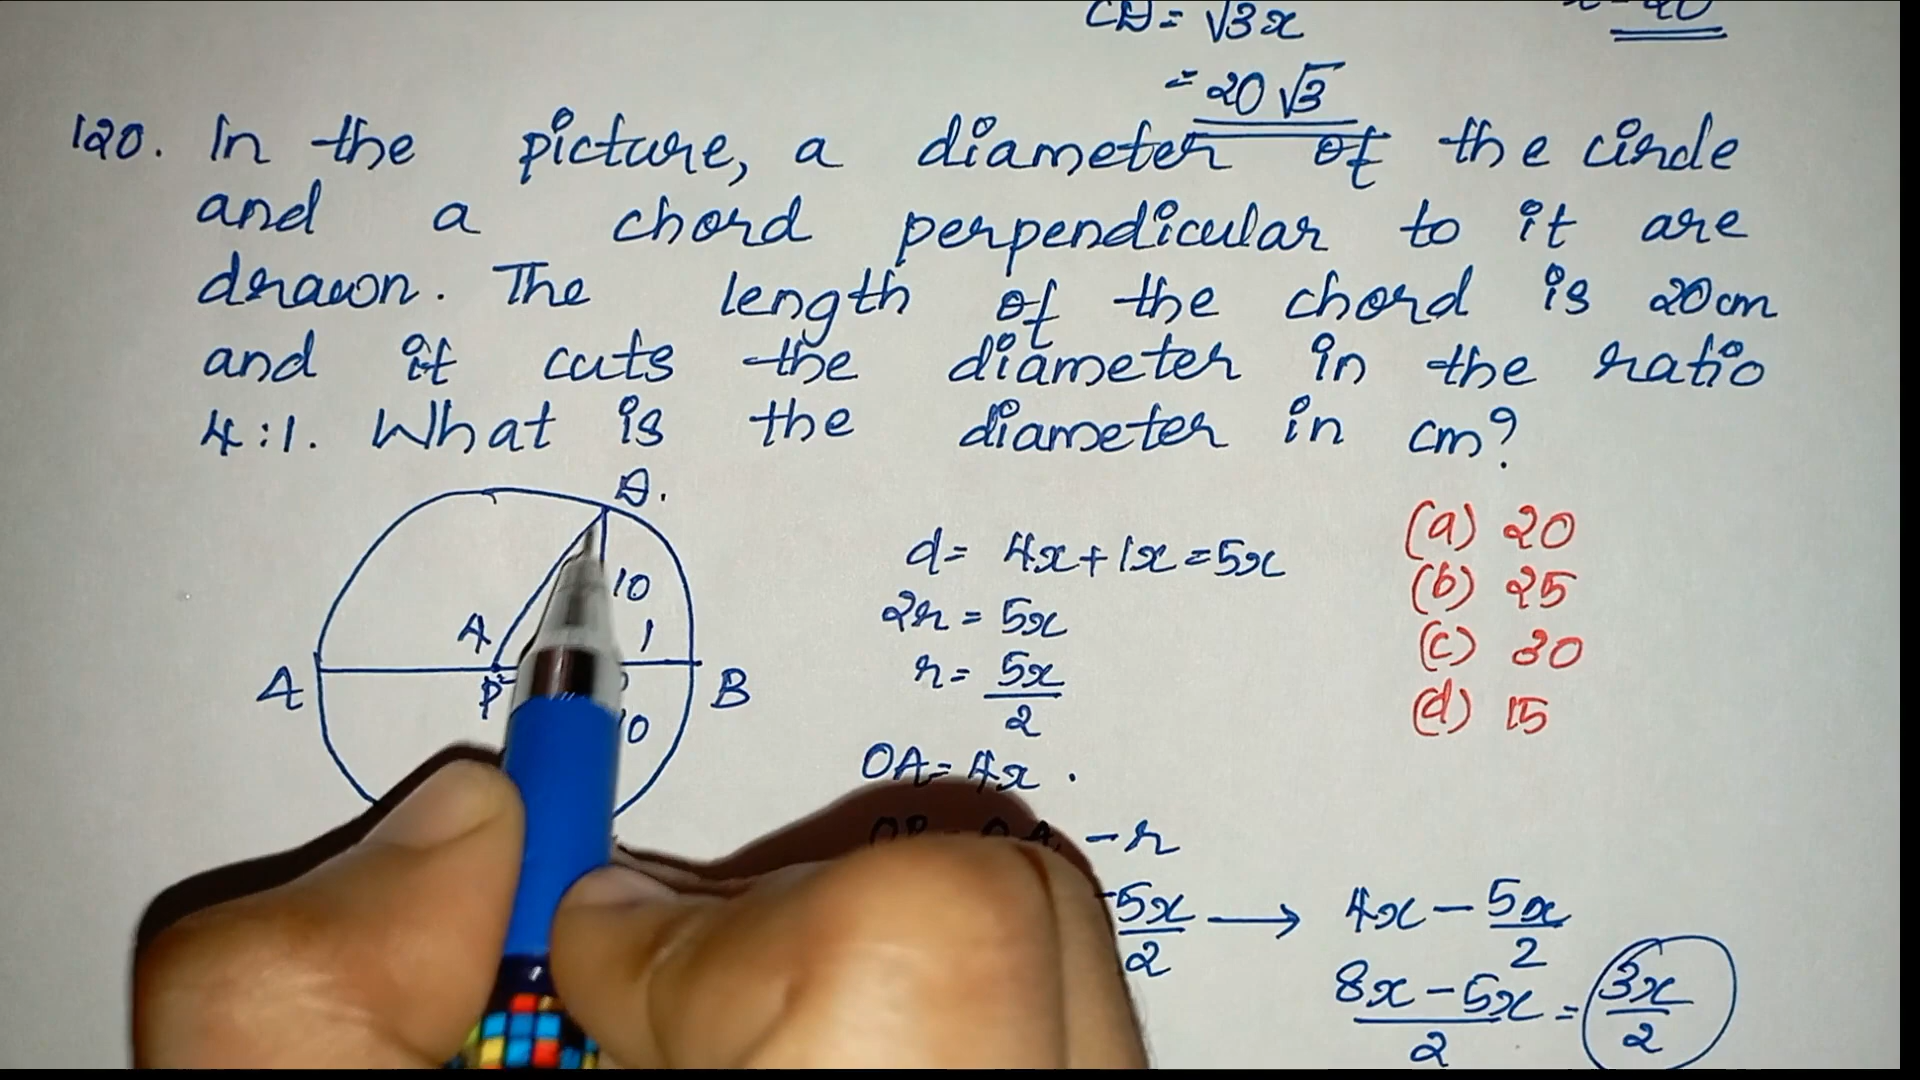 CD = √3x
= 20√3
120. In the picture, a diameter of the circle
and a chord perpendicular to it are
drawn. The length of the chord is 20cm
and it cuts the diameter in the ratio
4:1. What is the diameter in cm?
D.
10
4
1
A
P
B
10
d = 4x + 1x = 5x
2r = 5x
r = 5x/2
OA = 4x .
- r
- 5x/2 → 4x - 5x/2
8x - 5x/2 = 3x/2
(a) 20
(b) 25
(c) 30
(d) 15